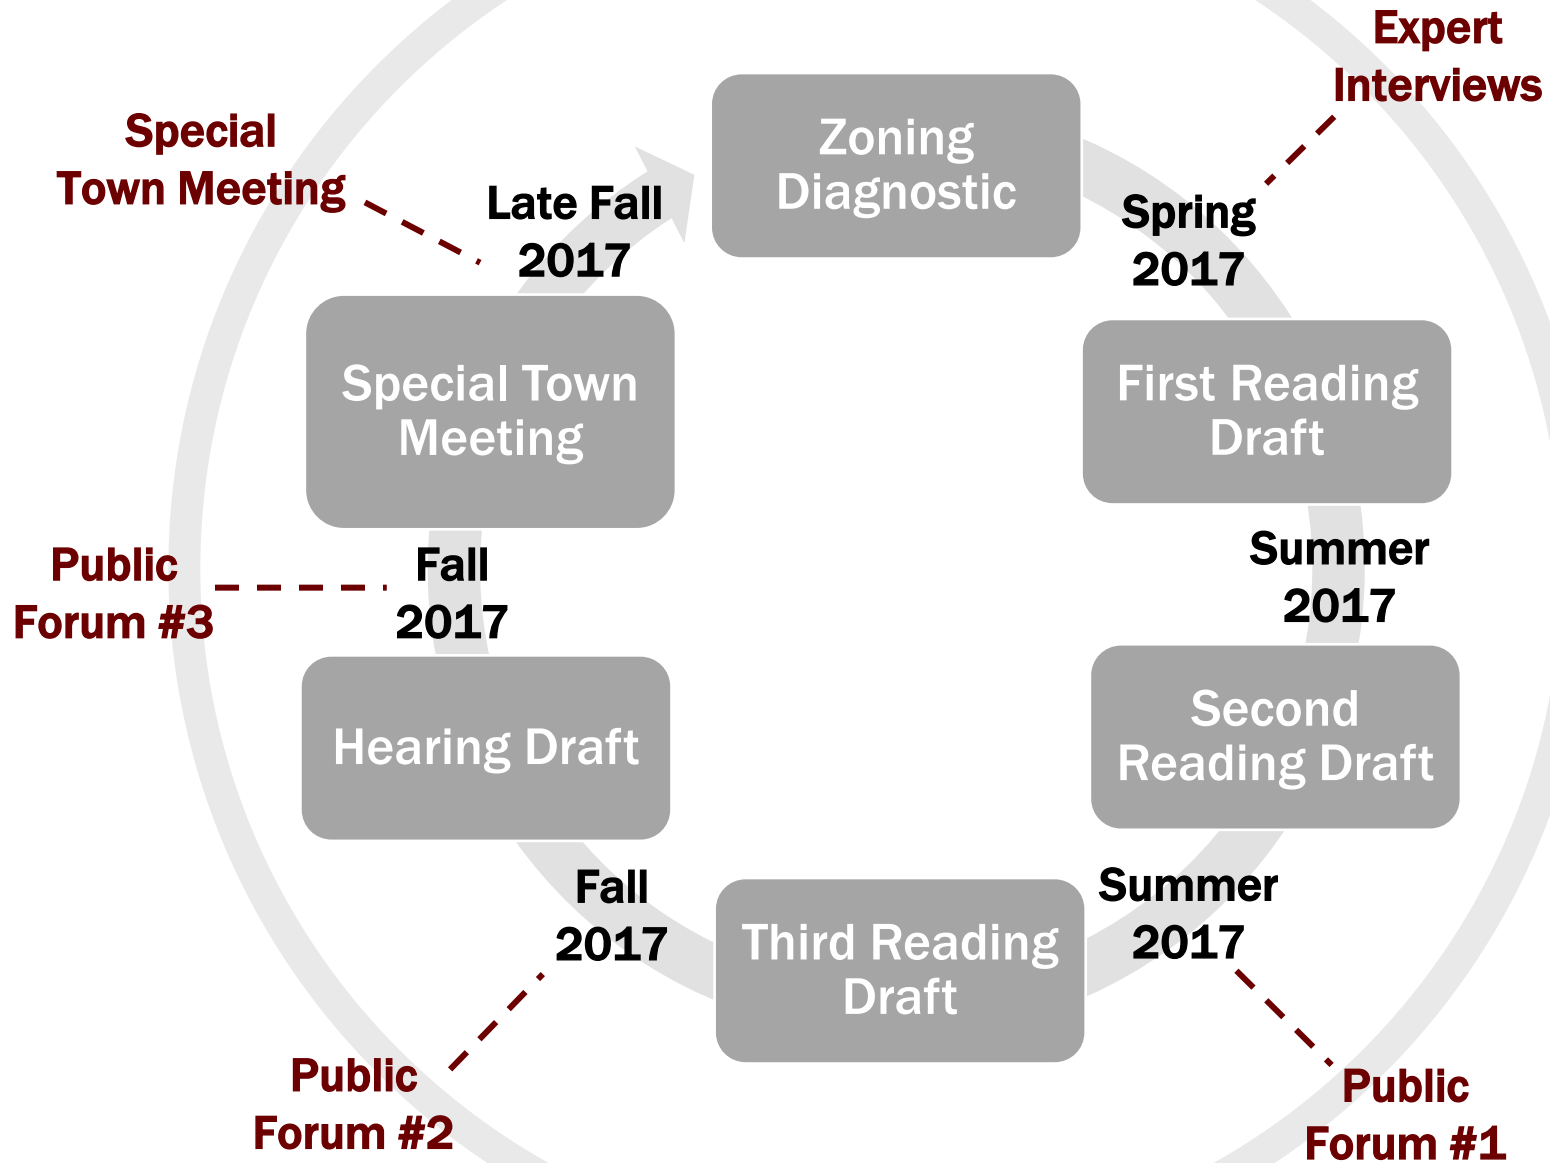 Expert
Interviews
Zoning
Diagnostic
Spring
2017
First Reading
Draft
Summer
2017
Second
Reading Draft
Summer
2017
Public
Forum #1
Third Reading
Draft
Fall
2017
Public
Forum #2
Hearing Draft
Fall
2017
Public
Forum #3
Special Town
Meeting
Late Fall
2017
Special
Town Meeting